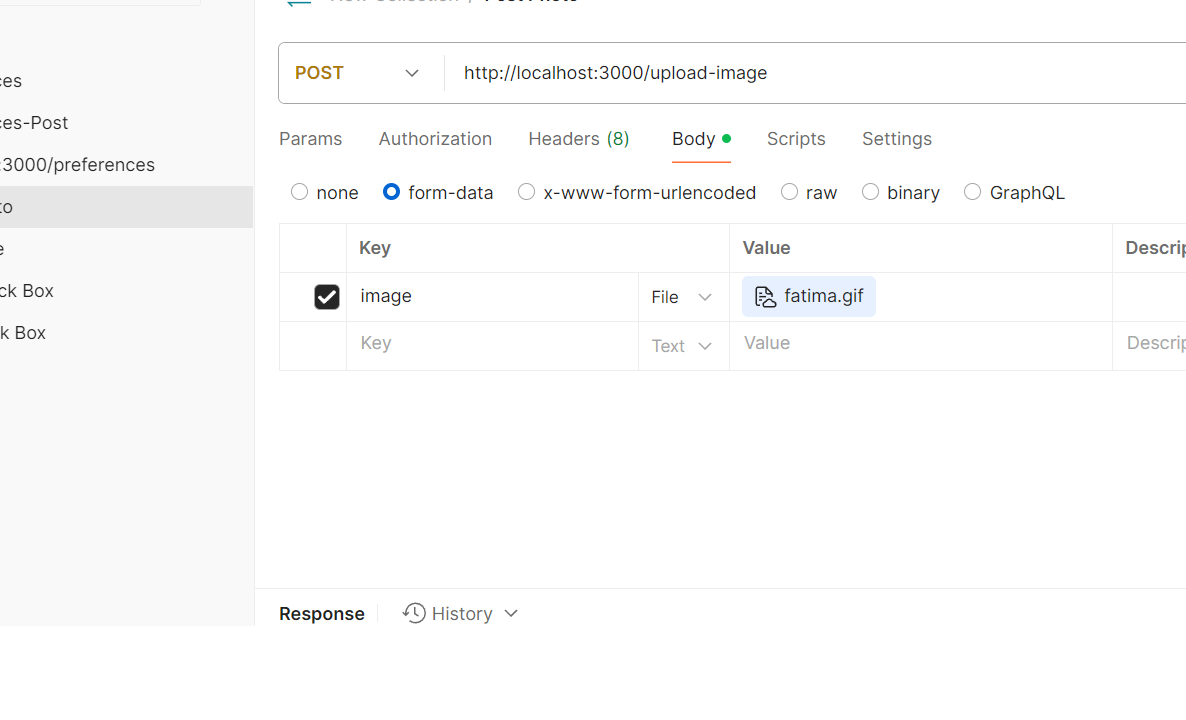 POST http://localhost:3000/upload-image
ces
Params Authorization Headers (8) Body Scripts Settings
ces-Post
:3000/preferences
none form-data x-www-form-urlencoded raw binary GraphQL
to
Key Value Descrip
e
ck Box
image File fatima.gif
k Box
Key Text Value Descrip
Response History